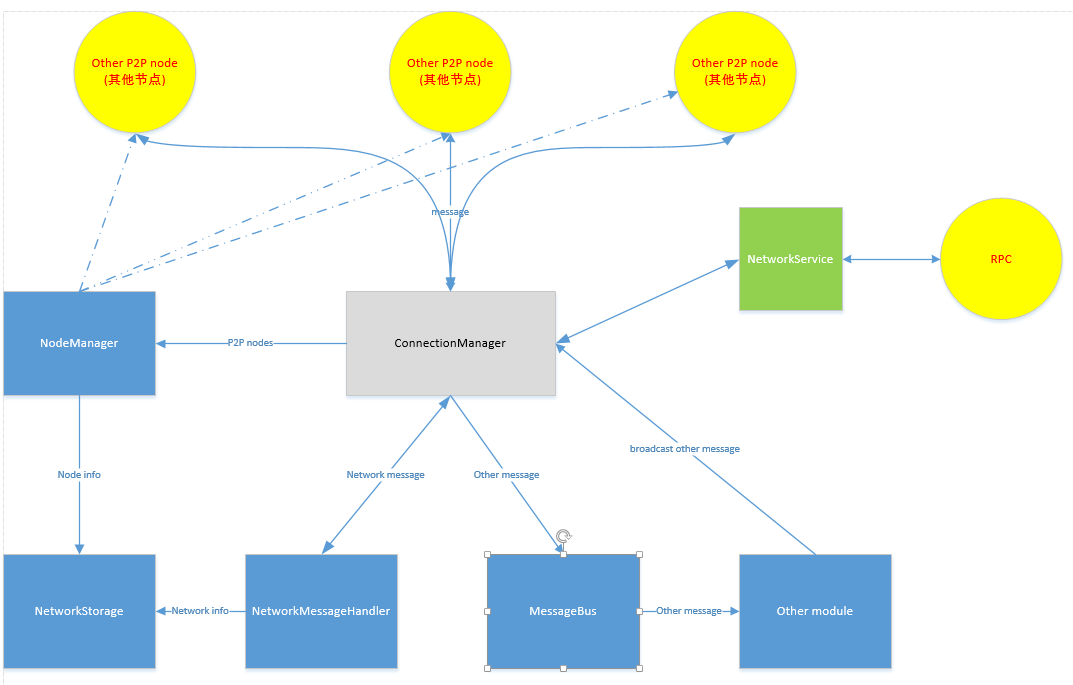 Other P2P node
(其他节点)
Other P2P node
(其他节点)
Other P2P node
(其他节点)
message
NetworkService
RPC
NodeManager
P2P nodes
ConnectionManager
broadcast other message
Node info
Network message
Other message
NetworkStorage
Network info
NetworkMessageHandler
MessageBus
Other message
Other module